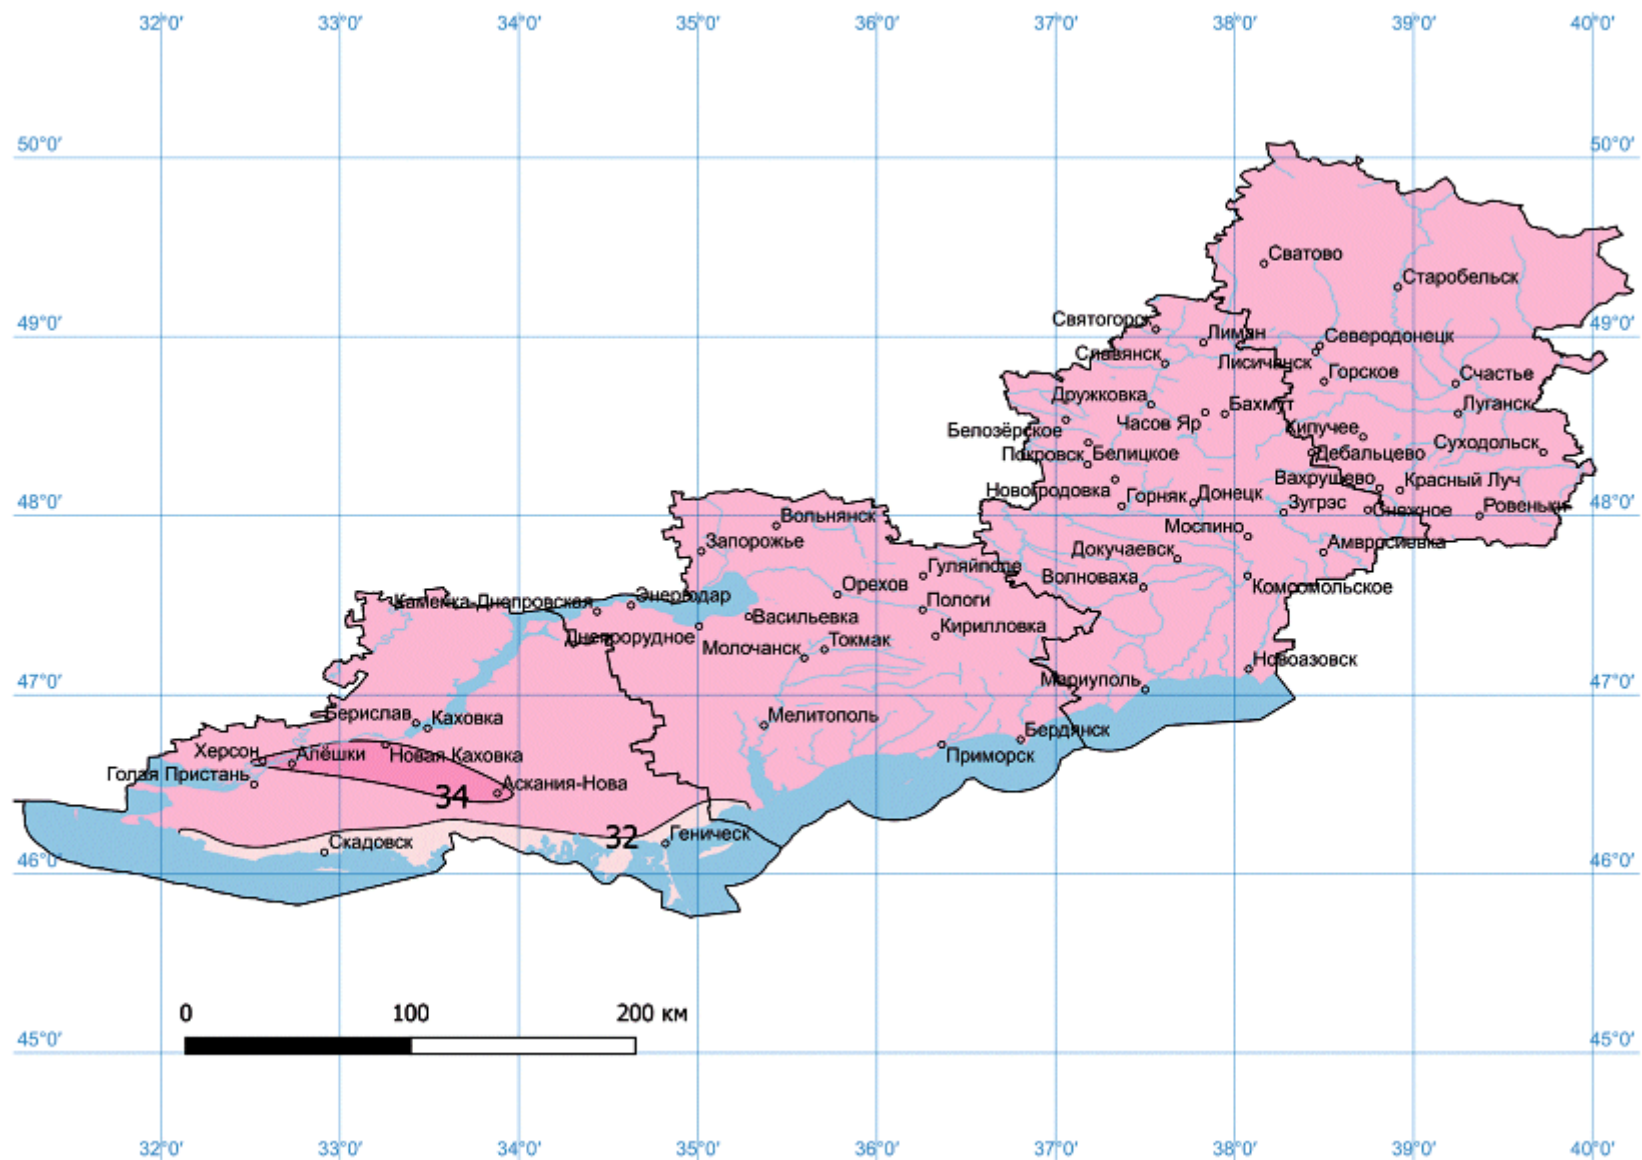 32°0' 33°0' 34°0' 35°0' 36°0' 37°0' 38°0' 39°0' 40°0'
50°0' 50°0'
Сватово
Старобельск
49°0' 49°0'
Святогорск
Лиман
Северодонецк
Славянск
Лисичанск
Горское
Счастье
Дружковка
Бахмут
Луганск
Часов Яр
Белозёрское
Кипучее
Суходольск
Покровск
Белицкое
Дебальцево
Вахрушево
Красный Луч
Новогродовка
Горняк
Донецк
Зугрэс
Снежное
Ровеньки
48°0' 48°0'
Вольнянск
Моспино
Запорожье
Докучаевск
Амвросиевка
Гуляйполе
Волноваха
Орехов
Комсомольское
Каменка-Днепровская
Энергодар
Пологи
Васильевка
Днепрорудное
Кирилловка
Молочанск
Токмак
Новоазовск
47°0' 47°0'
Мариуполь
Берислав
Каховка
Мелитополь
Бердянск
Херсон
Алёшки
Новая Каховка
Приморск
Голая Пристань
Аскания-Нова
34
32
Геническ
Скадовск
46°0' 46°0'
0 100 200 км
45°0' 45°0'
32°0' 33°0' 34°0' 35°0' 36°0' 37°0' 38°0' 39°0' 40°0'